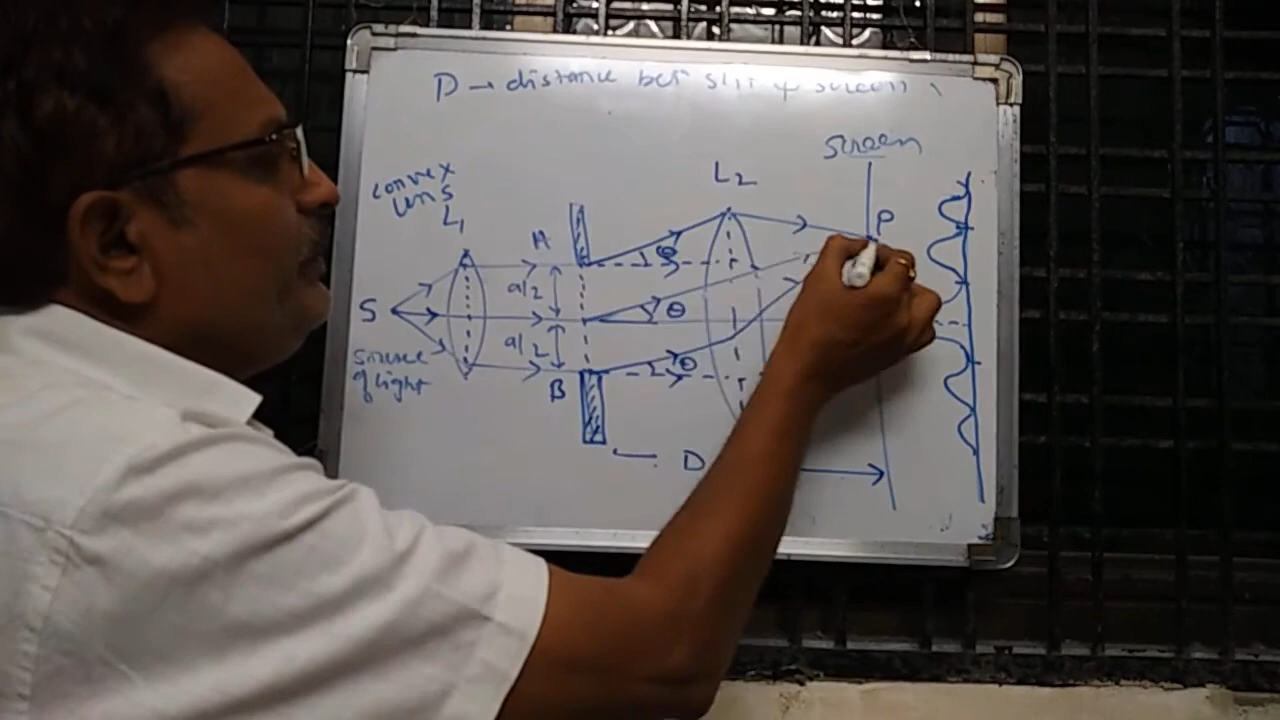 D → distance bet slit & screen
screen
convex
lens
L1
L2
A
P
θ
a/2
S
θ
a/2
source
of light
θ
B
D